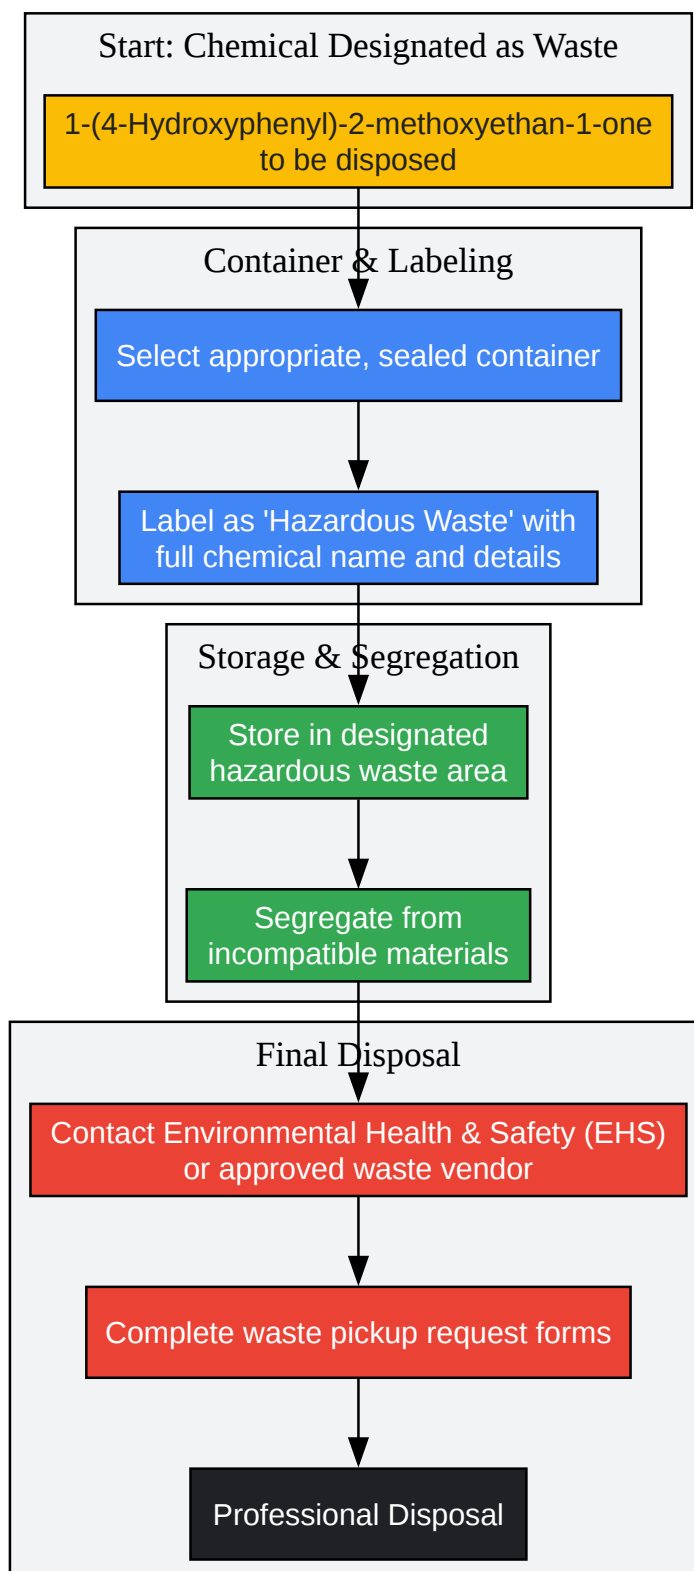 Start: Chemical Designated as Waste
1-(4-Hydroxyphenyl)-2-methoxyethan-1-one
to be disposed
Container & Labeling
Select appropriate, sealed container
Label as 'Hazardous Waste' with
full chemical name and details
Storage & Segregation
Store in designated
hazardous waste area
Segregate from
incompatible materials
Final Disposal
Contact Environmental Health & Safety (EHS)
or approved waste vendor
Complete waste pickup request forms
Professional Disposal